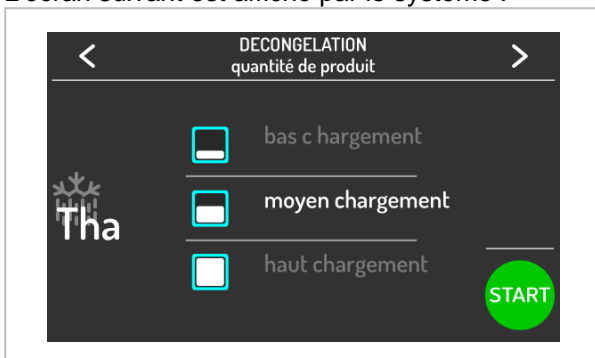 <
DECONGELATION
quantité de produit
>
bas c hargement
moyen chargement
Tha
haut chargement
START